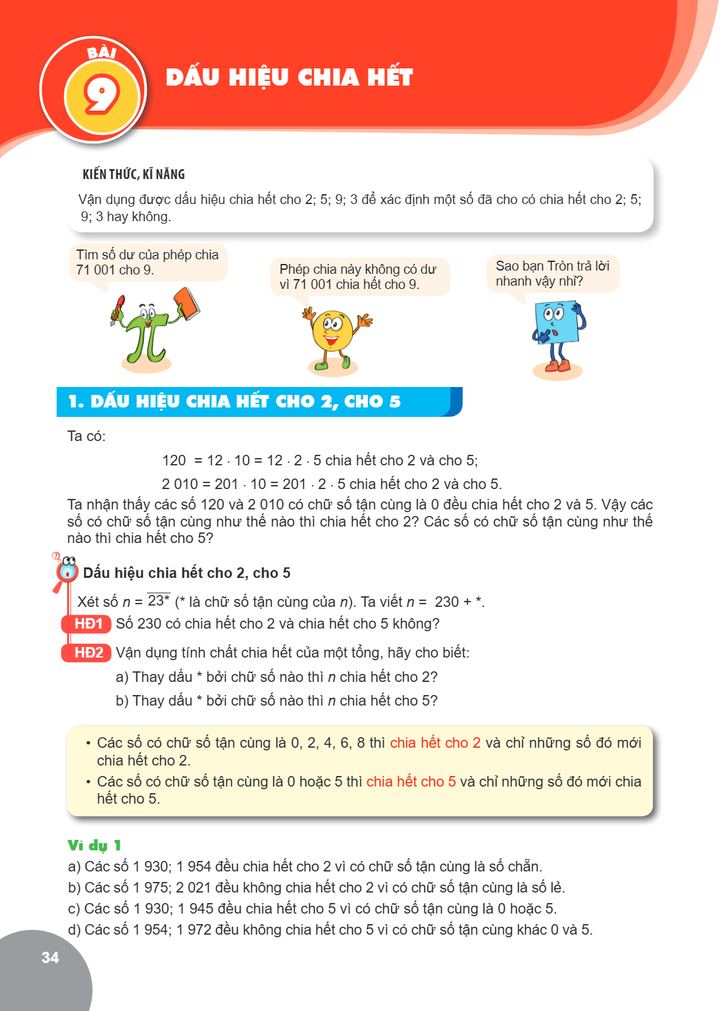 BÀI
9
DẤU HIỆU CHIA HẾT
KIẾN THỨC, KĨ NĂNG
Vận dụng được dấu hiệu chia hết cho 2; 5; 9; 3 để xác định một số đã cho có chia hết cho 2; 5;
9; 3 hay không.
Tìm số dư của phép chia
71 001 cho 9.
Phép chia này không có dư
vì 71 001 chia hết cho 9.
Sao bạn Tròn trả lời
nhanh vậy nhỉ?
1. DẤU HIỆU CHIA HẾT CHO 2, CHO 5
Ta có:
120 = 12 · 10 = 12 · 2 · 5 chia hết cho 2 và cho 5;
2 010 = 201 · 10 = 201 · 2 · 5 chia hết cho 2 và cho 5.
Ta nhận thấy các số 120 và 2 010 có chữ số tận cùng là 0 đều chia hết cho 2 và 5. Vậy các
số có chữ số tận cùng như thế nào thì chia hết cho 2? Các số có chữ số tận cùng như thế
nào thì chia hết cho 5?
Dấu hiệu chia hết cho 2, cho 5
Xét số n = 23* (* là chữ số tận cùng của n). Ta viết n = 230 + *.
HĐ1 Số 230 có chia hết cho 2 và chia hết cho 5 không?
HĐ2 Vận dụng tính chất chia hết của một tổng, hãy cho biết:
a) Thay dấu * bởi chữ số nào thì n chia hết cho 2?
b) Thay dấu * bởi chữ số nào thì n chia hết cho 5?
• Các số có chữ số tận cùng là 0, 2, 4, 6, 8 thì chia hết cho 2 và chỉ những số đó mới
chia hết cho 2.
• Các số có chữ số tận cùng là 0 hoặc 5 thì chia hết cho 5 và chỉ những số đó mới chia
hết cho 5.
Ví dụ 1
a) Các số 1 930; 1 954 đều chia hết cho 2 vì có chữ số tận cùng là số chẵn.
b) Các số 1 975; 2 021 đều không chia hết cho 2 vì có chữ số tận cùng là số lẻ.
c) Các số 1 930; 1 945 đều chia hết cho 5 vì có chữ số tận cùng là 0 hoặc 5.
d) Các số 1 954; 1 972 đều không chia hết cho 5 vì có chữ số tận cùng khác 0 và 5.
34